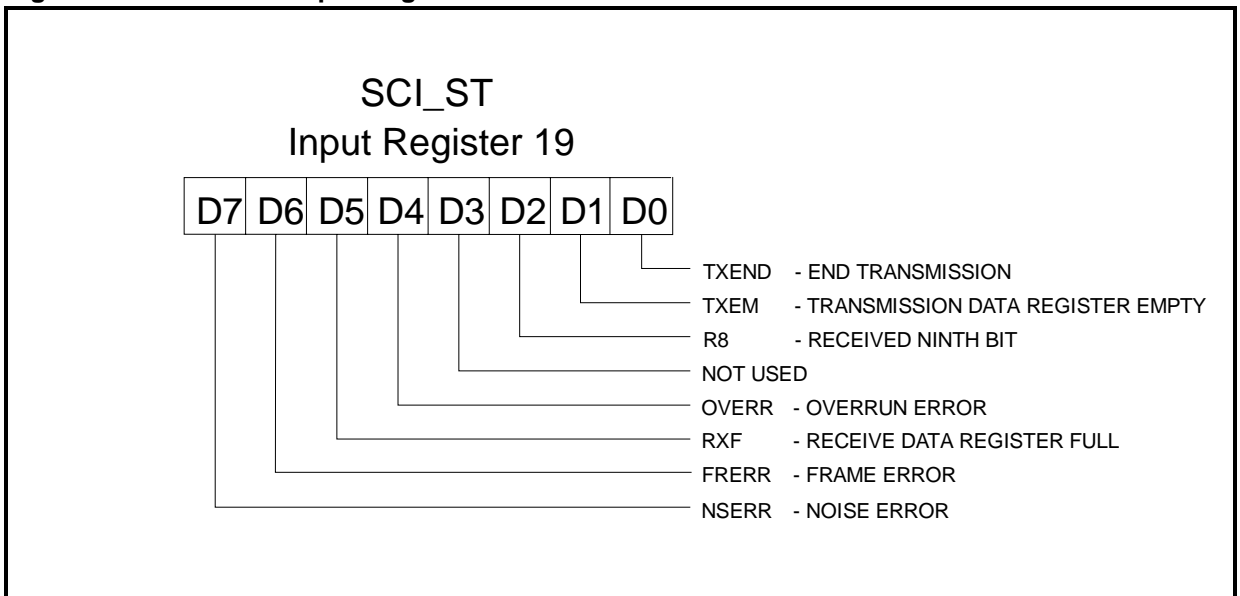 SCI_ST
Input Register 19
D7 D6 D5 D4 D3 D2 D1 D0
TXEND - END TRANSMISSION
TXEM - TRANSMISSION DATA REGISTER EMPTY
R8 - RECEIVED NINTH BIT
NOT USED
OVERR - OVERRUN ERROR
RXF - RECEIVE DATA REGISTER FULL
FRERR - FRAME ERROR
NSERR - NOISE ERROR